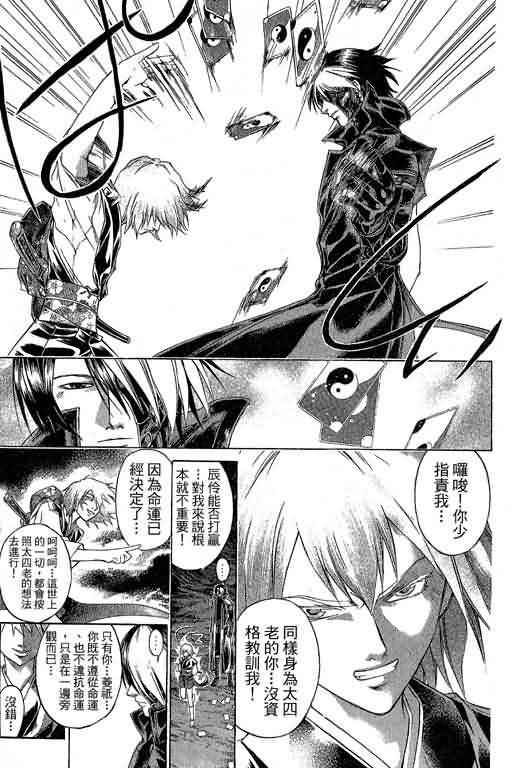 囉唆！你少
指責我…
同樣身為太四
老的你…沒資
格教訓我！
辰伶能否打贏
…對我來說根
本就不重要！
因為命運已
經決定了…
呵呵呵…這世上
的一切，都會按
照太四老的想法
去進行！
…
只有你…菱祇…
你既不遵從命運
、也不違抗命運
，只是在一邊旁
觀而已…
沒錯…